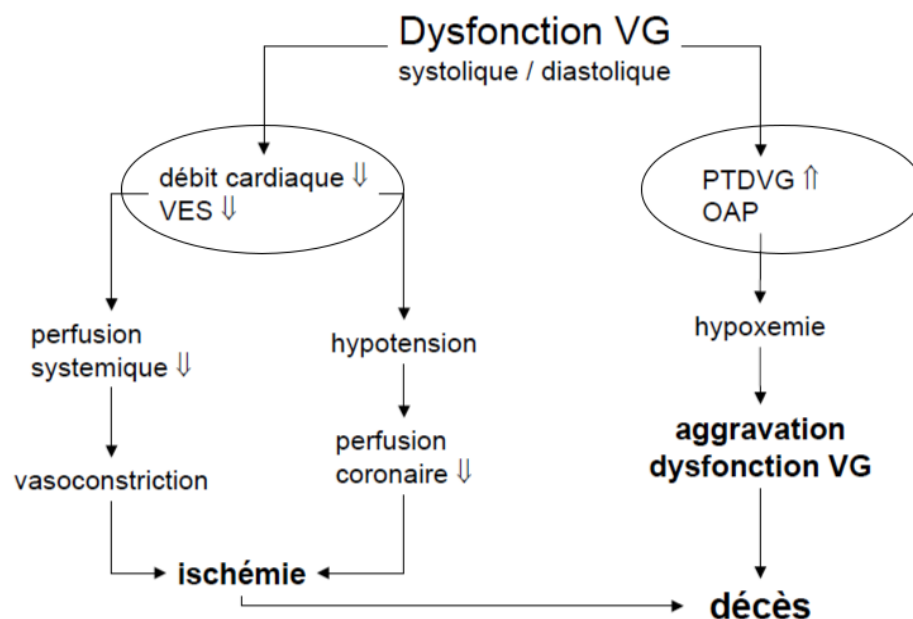 Dysfonction VG
systolique / diastolique
débit cardiaque ⇓
VES ⇓
PTDVG ⇑
OAP
perfusion
systemique ⇓
hypotension
hypoxemie
vasoconstriction
perfusion
coronaire ⇓
aggravation
dysfonction VG
ischémie
décès